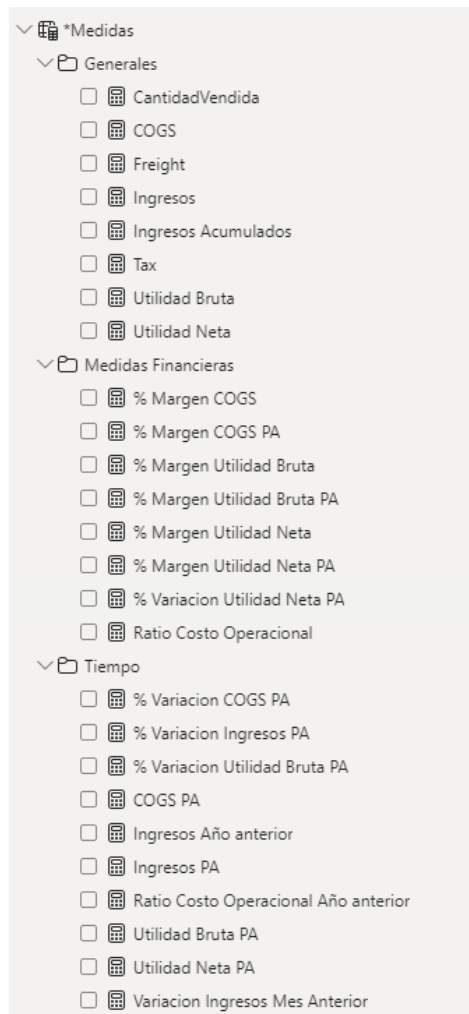 *Medidas
Generales
CantidadVendida
COGS
Freight
Ingresos
Ingresos Acumulados
Tax
Utilidad Bruta
Utilidad Neta
Medidas Financieras
% Margen COGS
% Margen COGS PA
% Margen Utilidad Bruta
% Margen Utilidad Bruta PA
% Margen Utilidad Neta
% Margen Utilidad Neta PA
% Variacion Utilidad Neta PA
Ratio Costo Operacional
Tiempo
% Variacion COGS PA
% Variacion Ingresos PA
% Variacion Utilidad Bruta PA
COGS PA
Ingresos Año anterior
Ingresos PA
Ratio Costo Operacional Año anterior
Utilidad Bruta PA
Utilidad Neta PA
Variacion Ingresos Mes Anterior